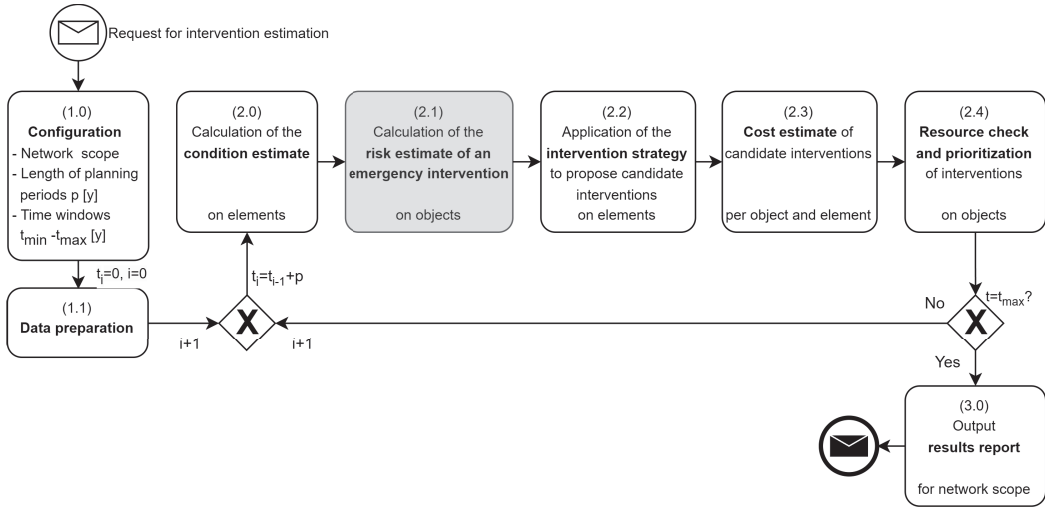 Request for intervention estimation
(1.0)
Configuration
- Network scope
- Length of planning
periods p [y]
- Time windows
tmin -tmax [y]
ti=0, i=0
(1.1)
Data preparation
i+1
X
i+1
ti=ti-1+p
(2.0)
Calculation of the
condition estimate
on elements
(2.1)
Calculation of the
risk estimate of an
emergency intervention
on objects
(2.2)
Application of the
intervention strategy
to propose candidate
interventions
on elements
(2.3)
Cost estimate of
candidate interventions
per object and element
(2.4)
Resource check
and prioritization
of interventions
on objects
t=tmax?
No
X
Yes
(3.0)
Output
results report
for network scope